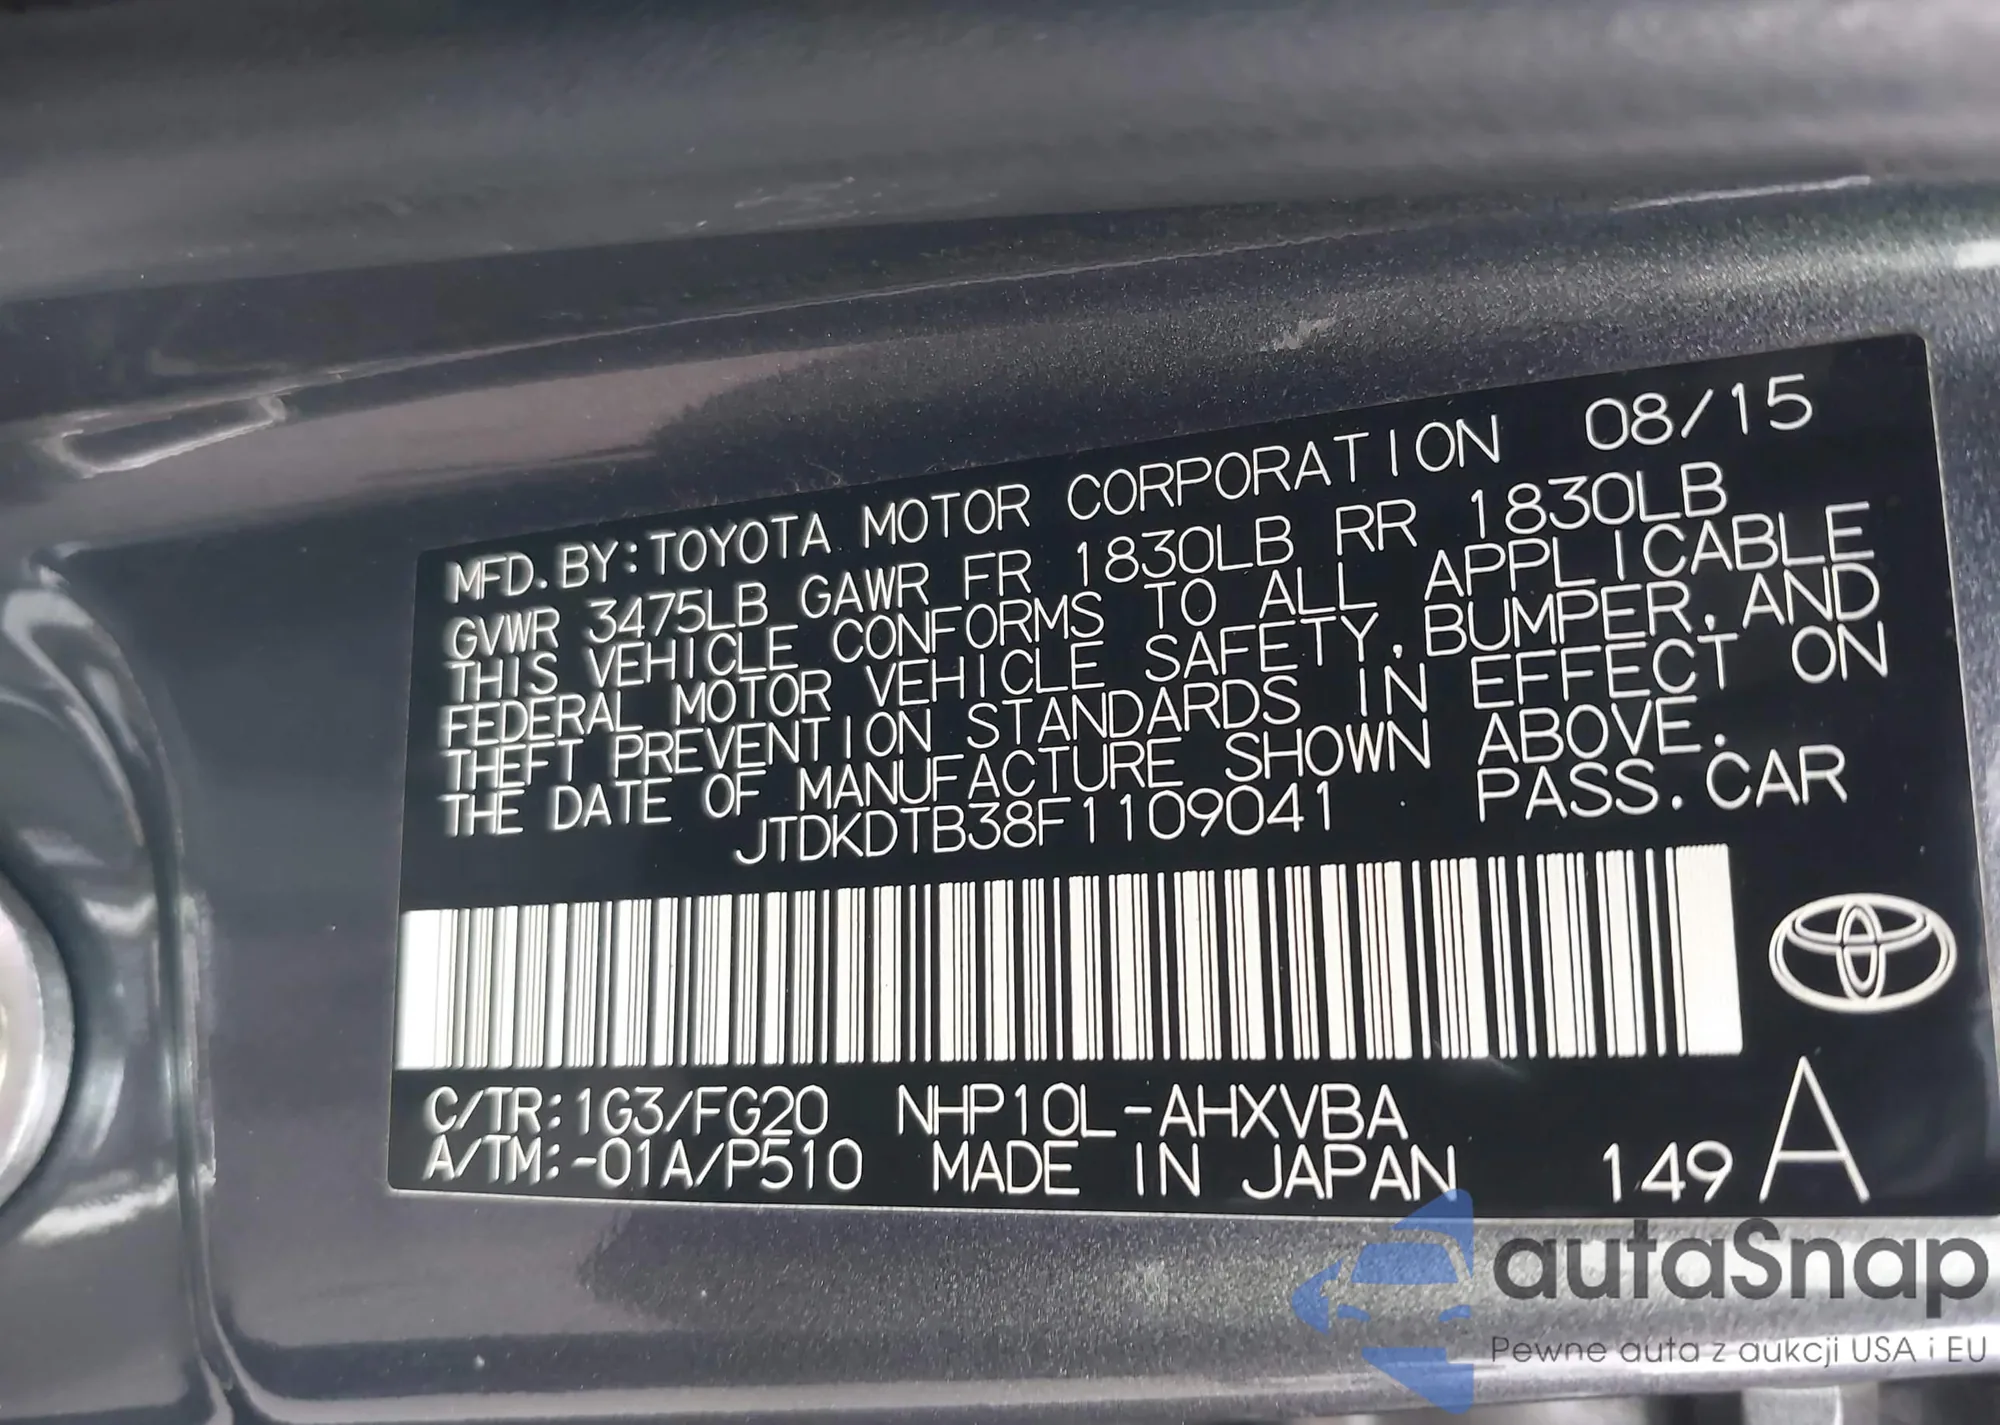 MFD. BY: TOYOTA MOTOR CORPORATION 08/15
GVWR 3475LB GAWR FR 1830LB RR 1830LB
THIS VEHICLE CONFORMS TO ALL APPLICABLE
FEDERAL MOTOR VEHICLE SAFETY, BUMPER, AND
THEFT PREVENTION STANDARDS IN EFFECT ON
THE DATE OF MANUFACTURE SHOWN ABOVE.
JTDKDTB38F1109041 PASS. CAR
C/TR: 1G3/FG20 NHP10L-AHXVBA
A/TM: -01A/P510 MADE IN JAPAN 149 A
autaSnap
Pewne auta z aukcji USA i EU